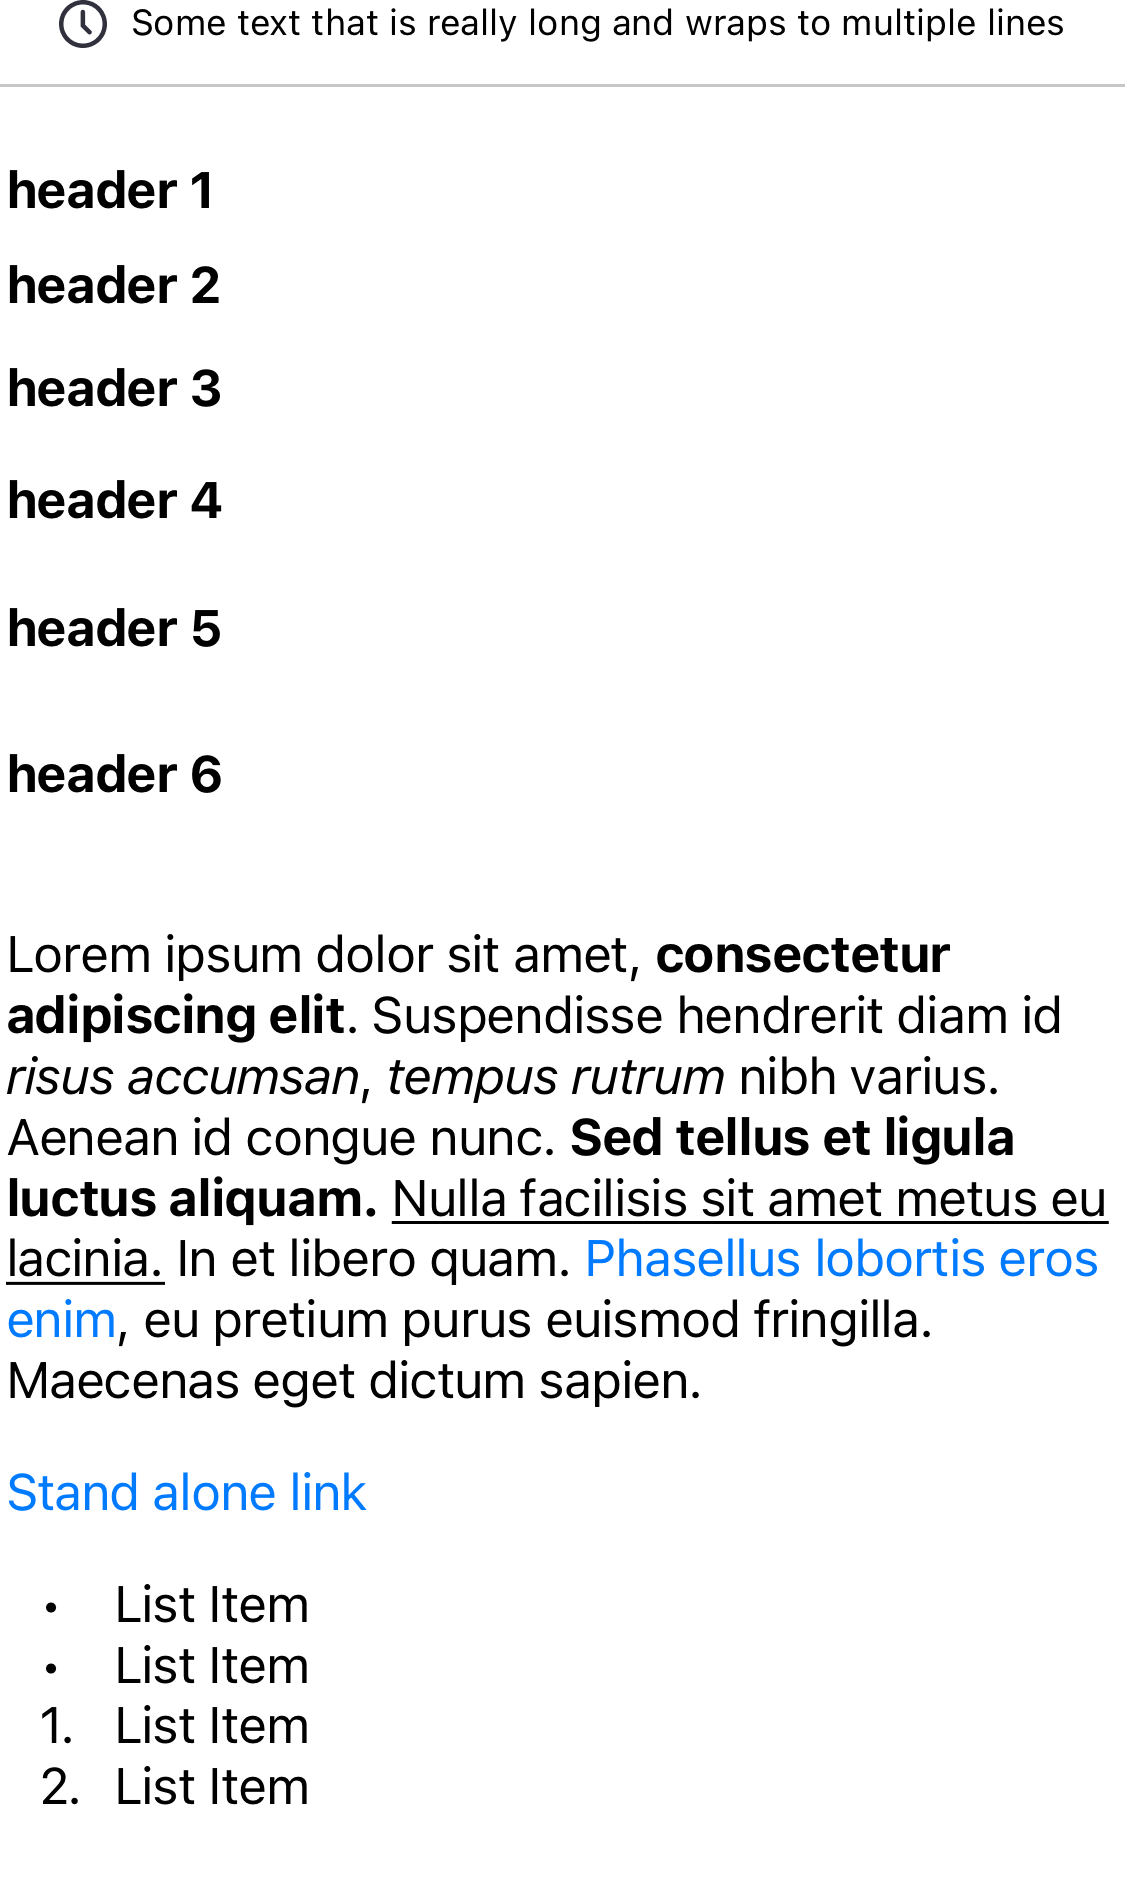 Some text that is really long and wraps to multiple lines
header 1
header 2
header 3
header 4
header 5
header 6
Lorem ipsum dolor sit amet, consectetur
adipiscing elit. Suspendisse hendrerit diam id
risus accumsan, tempus rutrum nibh varius.
Aenean id congue nunc. Sed tellus et ligula
luctus aliquam. Nulla facilisis sit amet metus eu
lacinia. In et libero quam. Phasellus lobortis eros
enim, eu pretium purus euismod fringilla.
Maecenas eget dictum sapien.
Stand alone link
• List Item
• List Item
1. List Item
2. List Item